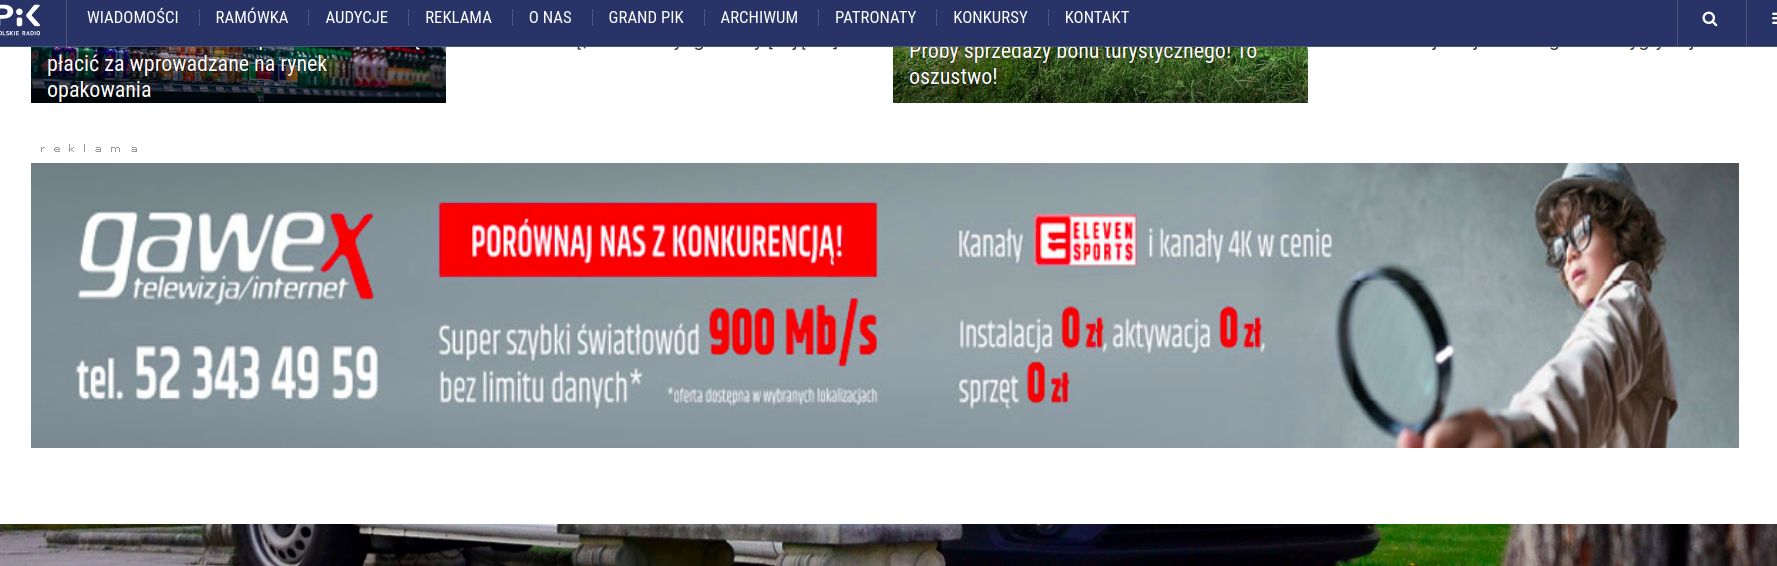 PiK
OLSKIE RADIO
WIADOMOŚCI
RAMÓWKA
AUDYCJE
REKLAMA
O NAS
GRAND PIK
ARCHIWUM
PATRONATY
KONKURSY
KONTAKT
płacić za wprowadzane na rynek
opakowania
Próby sprzedaży bonu turystycznego! To
oszustwo!
reklama
gawex
telewizja/internet
tel. 52 343 49 59
PORÓWNAJ NAS Z KONKURENCJĄ!
Super szybki światłowód 900 Mb/s
bez limitu danych*
*oferta dostępna w wybranych lokalizacjach
Kanały ELEVEN SPORTS i kanały 4K w cenie
Instalacja 0 zł, aktywacja 0 zł,
sprzęt 0 zł